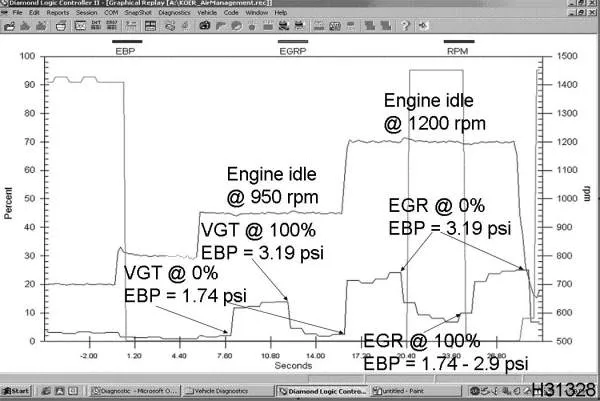 Diamond Logic Controller II - [Graphical Replay [A:\KOER_AirManagement.rec]]
File Edit Reports Session COM SnapShot Diagnostics Vehicle Code Window Help
EBP EGRP RPM
100 1500
90 1400
80 1300
70 1200
60 1100
50 1000
40 900
30 800
20 700
10 600
0 500
Percent
rpm
Engine idle
@ 1200 rpm
Engine idle
@ 950 rpm
EGR @ 0%
EBP = 3.19 psi
VGT @ 100%
EBP = 3.19 psi
VGT @ 0%
EBP = 1.74 psi
EGR @ 100%
EBP = 1.74 - 2.9 psi
-2.00 1.20 4.40 7.60 10.80 14.00 17.20 20.40 23.60 26.80
Seconds
Start Diagnostic - Microsoft O... Vehicle Diagnostics Diamond Logic Controlle... untitled - Paint
H31328